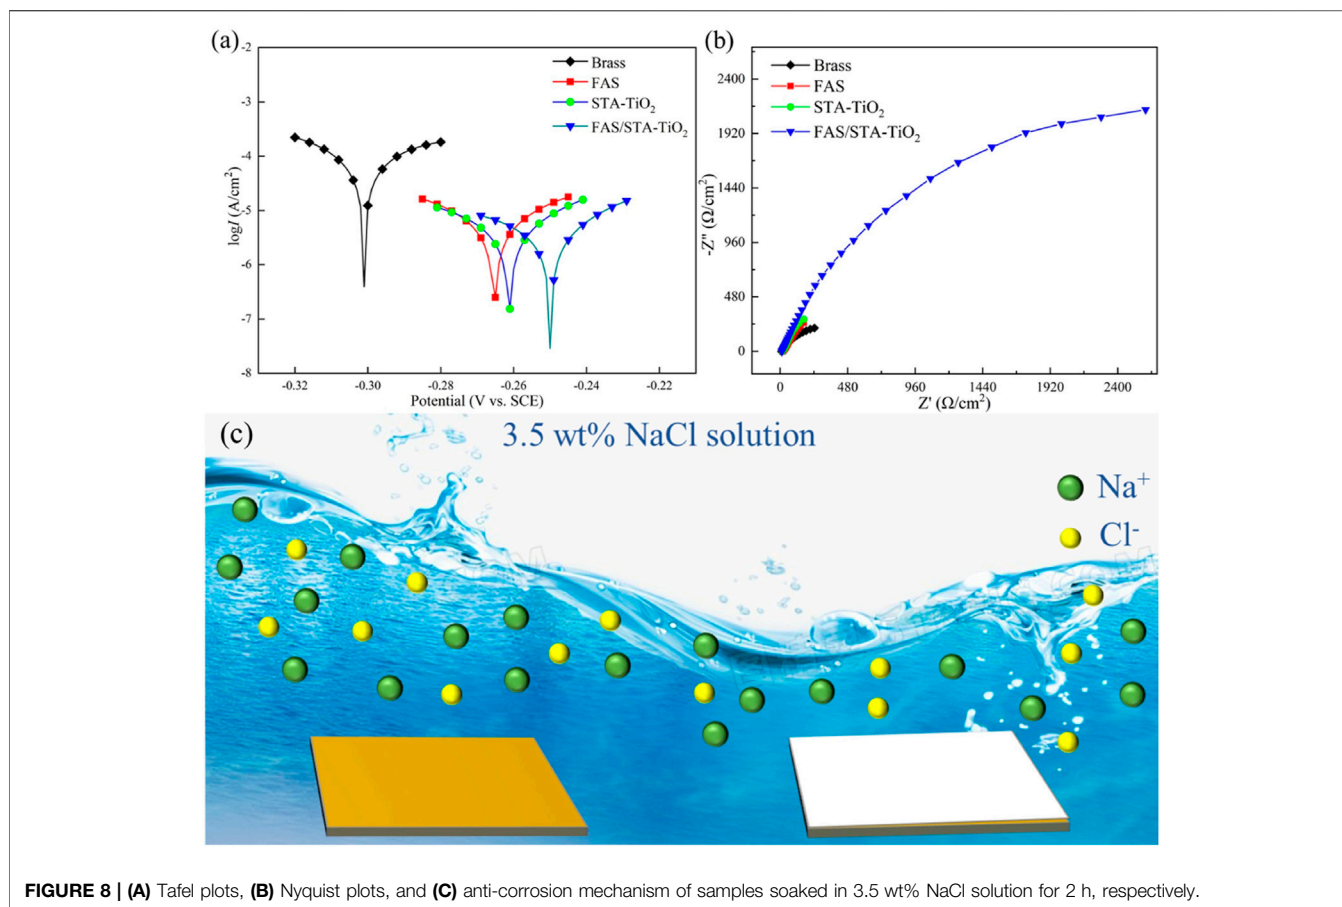 (a)
-2
-3
-4
-5
-6
-7
-8
logI (A/cm²)
Brass
FAS
STA-TiO₂
FAS/STA-TiO₂
-0.32 -0.30 -0.28 -0.26 -0.24 -0.22
Potential (V vs. SCE)
(b)
2400
1920
1440
960
480
0
-Z" (Ω/cm²)
Brass
FAS
STA-TiO₂
FAS/STA-TiO₂
0 480 960 1440 1920 2400
Z' (Ω/cm²)
(c)
3.5 wt% NaCl solution
Na⁺
Cl⁻
FIGURE 8 | (A) Tafel plots, (B) Nyquist plots, and (C) anti-corrosion mechanism of samples soaked in 3.5 wt% NaCl solution for 2 h, respectively.